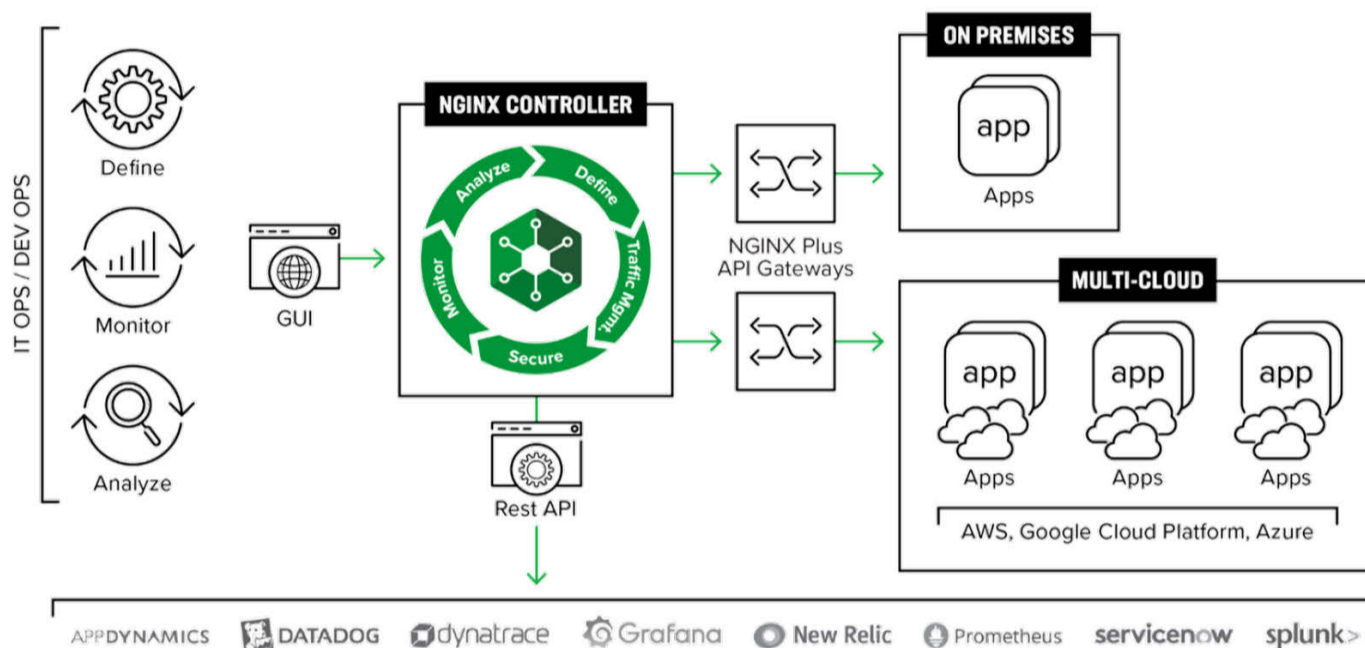 IT OPS / DEV OPS
Define
Monitor
Analyze
GUI
NGINX CONTROLLER
Analyze
Define
Traffic Mgmt.
Secure
Monitor
Rest API
NGINX Plus
API Gateways
ON PREMISES
app
Apps
MULTI-CLOUD
app
app
app
Apps
Apps
Apps
AWS, Google Cloud Platform, Azure
APPDYNAMICS
DATADOG
dynatrace
Grafana
New Relic
Prometheus
servicenow
splunk>